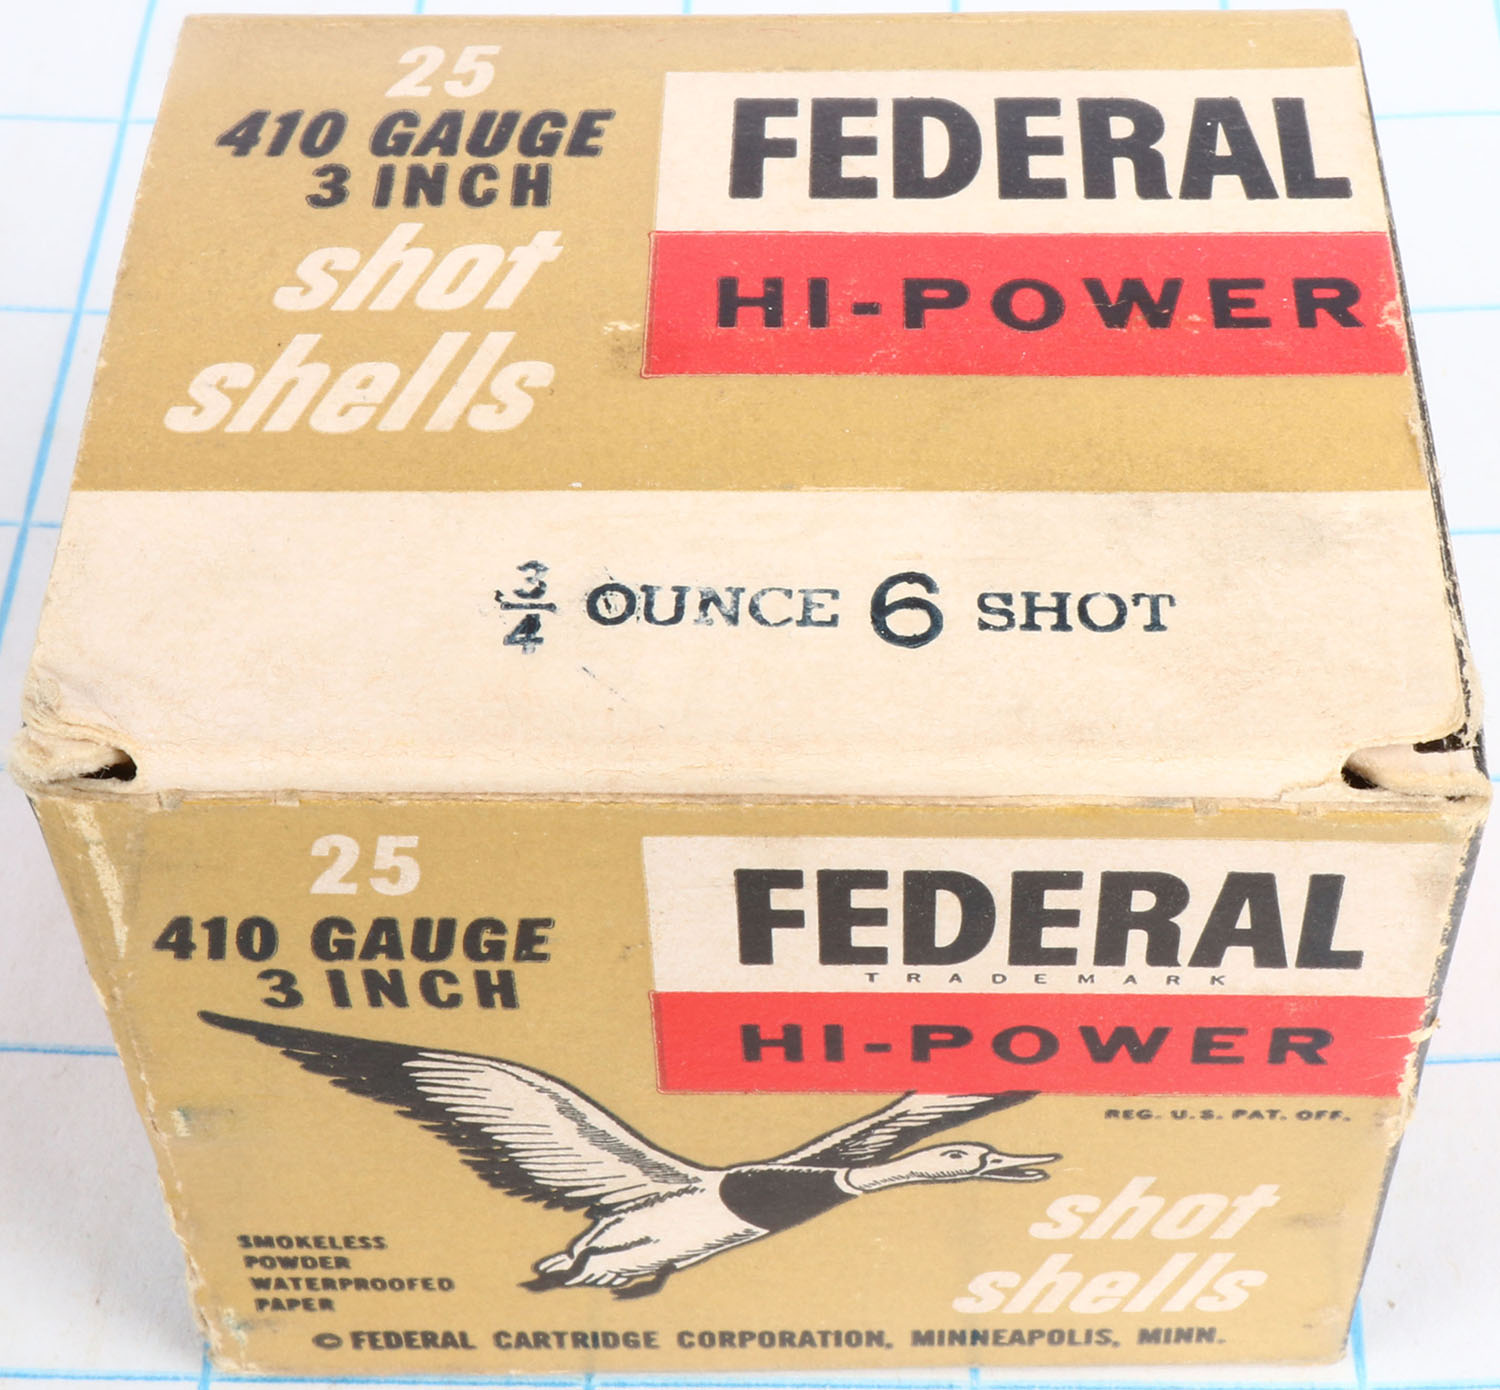 25
410 GAUGE
3 INCH
shot
shells
FEDERAL
HI-POWER
3/4 OUNCE 6 SHOT
25
410 GAUGE
3 INCH
FEDERAL
TRADEMARK
HI-POWER
REG. U.S. PAT. OFF.
shot
shells
SMOKELESS
POWDER
WATERPROOFED
PAPER
© FEDERAL CARTRIDGE CORPORATION, MINNEAPOLIS, MINN.